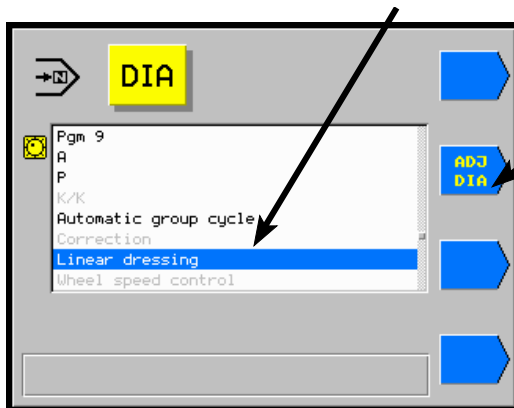 N
DIA
Pgm 9
A
P
K/K
Automatic group cycle
Correction
Linear dressing
Wheel speed control
ADJ
DIA